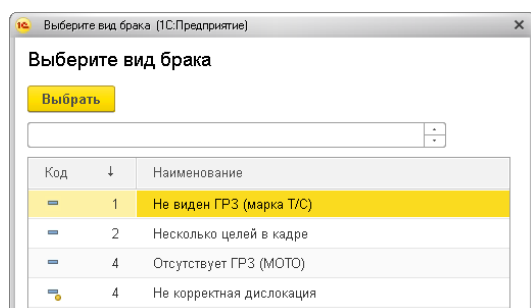 1С Выберите вид брака (1С:Предприятие)
Выберите вид брака
Выбрать
Код ↓ Наименование
1 Не виден ГРЗ (марка Т/С)
2 Несколько целей в кадре
4 Отсутствует ГРЗ (МОТО)
4 Не корректная дислокация